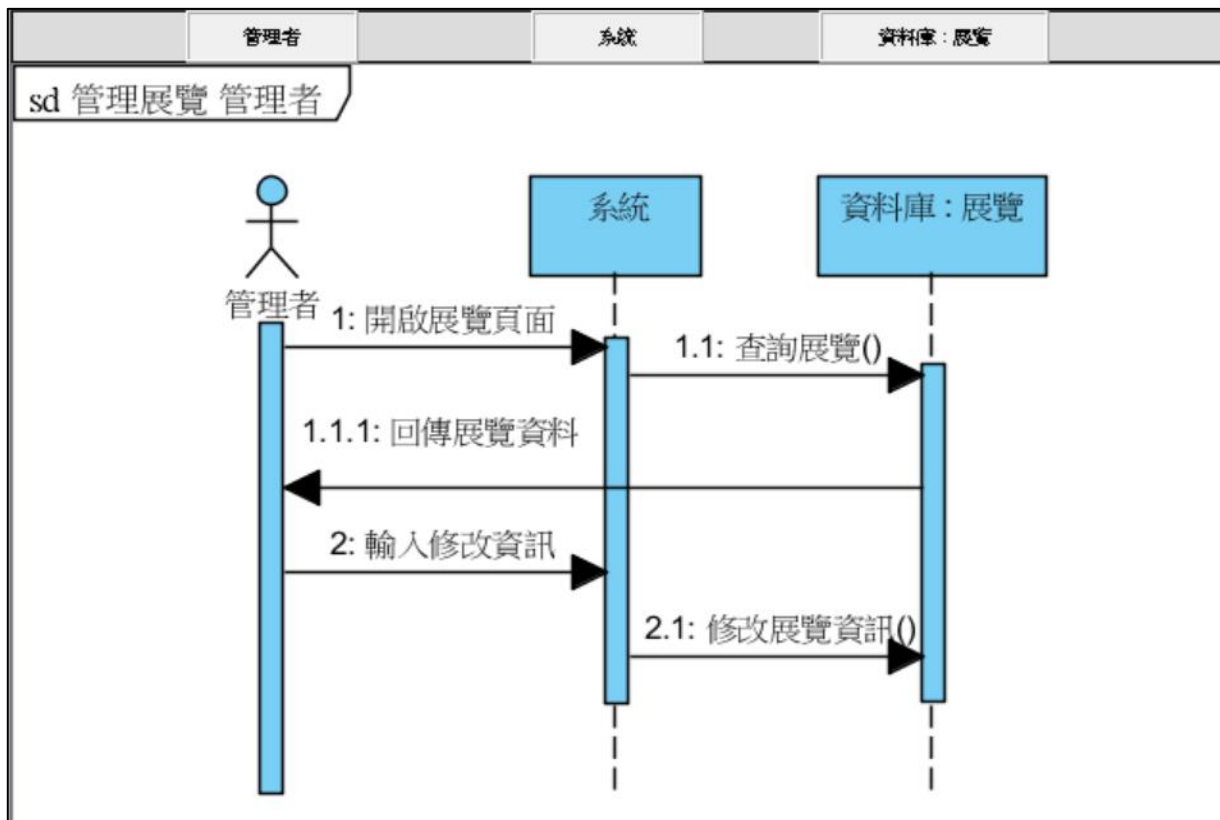 管理者
系統
資料庫 : 展覽
sd 管理展覽 管理者
系統
資料庫 : 展覽
管理者
1: 開啟展覽頁面
1.1: 查詢展覽()
1.1.1: 回傳展覽資料
2: 輸入修改資訊
2.1: 修改展覽資訊()